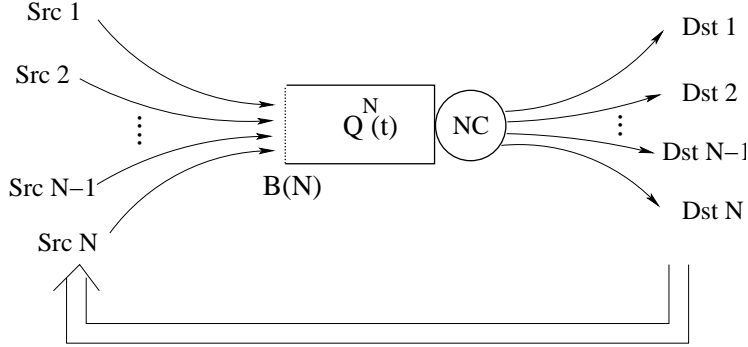 Src 1
Src 2
Src N−1
Src N
Q^N(t)
NC
B(N)
Dst 1
Dst 2
Dst N−1
Dst N